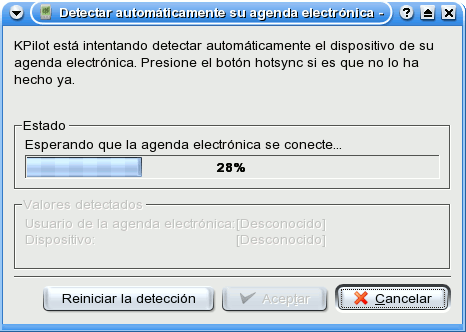 Detectar automáticamente su agenda electrónica -
KPilot está intentando detectar automáticamente el dispositivo de su
agenda electrónica. Presione el botón hotsync si es que no lo ha
hecho ya.
Estado
Esperando que la agenda electrónica se conecte...
28%
Valores detectados
Usuario de la agenda electrónica:[Desconocido]
Dispositivo: [Desconocido]
Reiniciar la detección Aceptar Cancelar